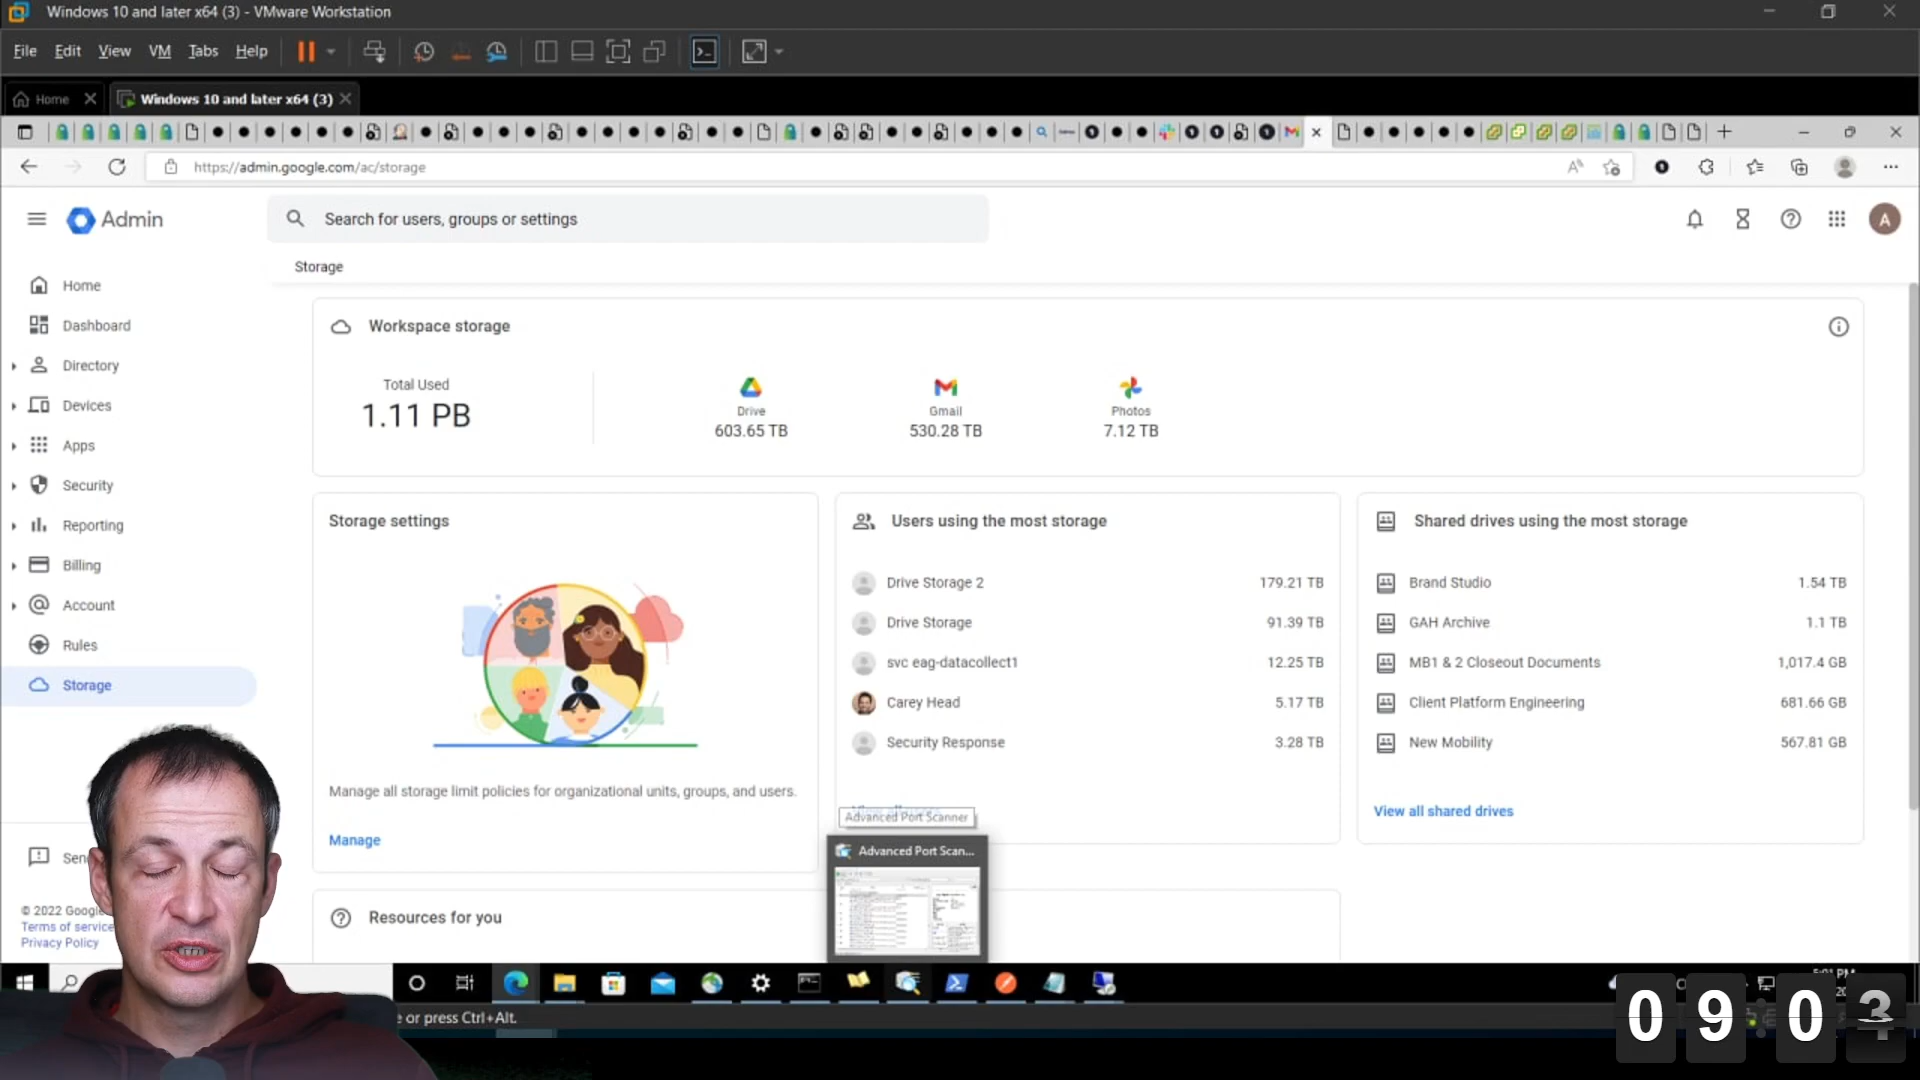 Windows 10 and later x64 (3) - VMware Workstation
File Edit View VM Tabs Help
Home
Windows 10 and later x64 (3)
https://admin.google.com/ac/storage
Admin
Search for users, groups or settings
A
Storage
Home
Dashboard
Directory
Devices
Apps
Security
Reporting
Billing
Account
Rules
Storage
Workspace storage
Total Used
1.11 PB
Drive
603.65 TB
Gmail
530.28 TB
Photos
7.12 TB
Storage settings
Manage all storage limit policies for organizational units, groups, and users.
Manage
Users using the most storage
Drive Storage 2 179.21 TB
Drive Storage 91.39 TB
svc eag-datacollect1 12.25 TB
Carey Head 5.17 TB
Security Response 3.28 TB
Shared drives using the most storage
Brand Studio 1.54 TB
GAH Archive 1.1 TB
MB1 & 2 Closeout Documents 1,017.4 GB
Client Platform Engineering 681.66 GB
New Mobility 567.81 GB
View all shared drives
Advanced Port Scanner
Advanced Port Scan...
Resources for you
© 2022 Google
Terms of service
Privacy Policy
or press Ctrl+Alt.
09 0